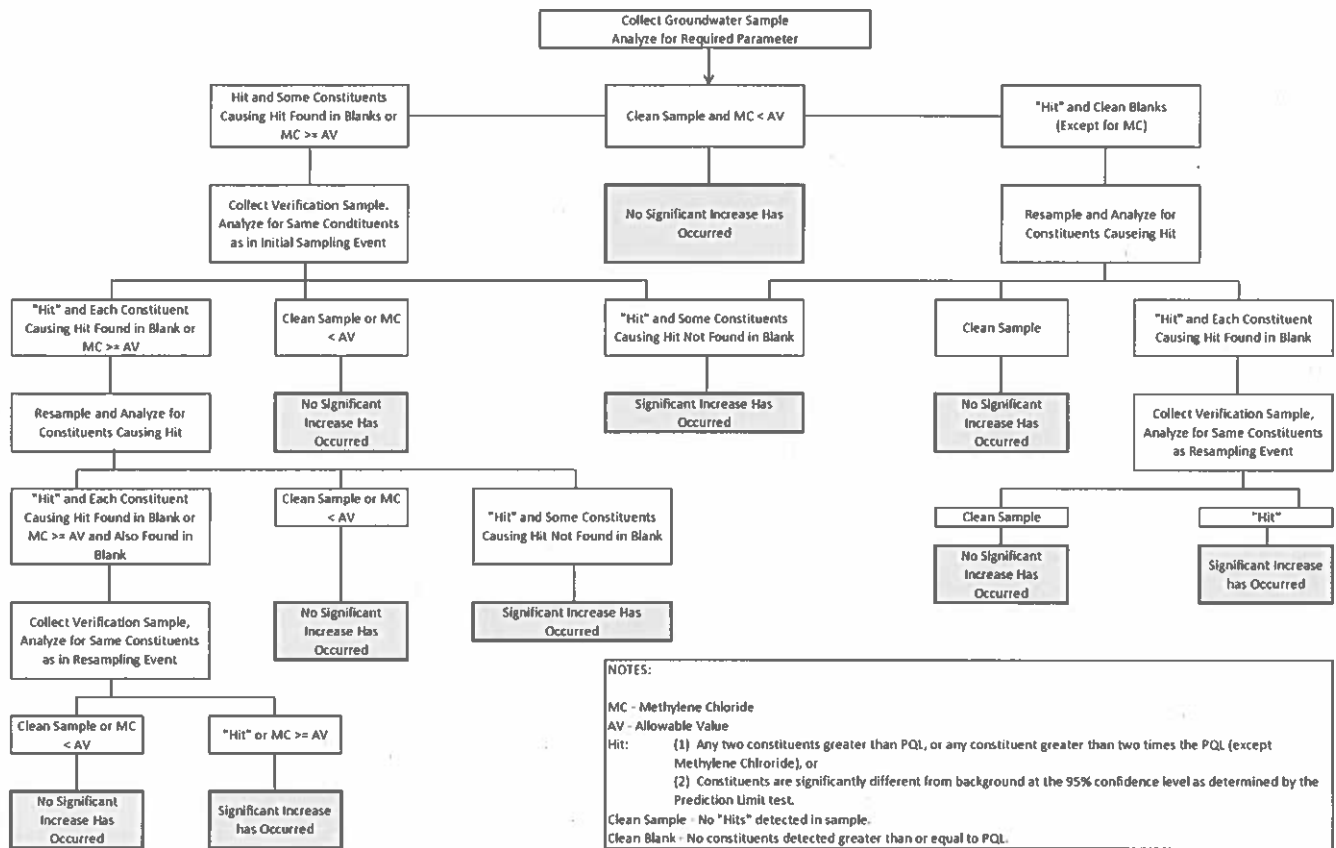 Collect Groundwater Sample
Analyze for Required Parameter
Hit and Some Constituents
Causing Hit Found in Blanks or
MC >= AV
Clean Sample and MC < AV
"Hit" and Clean Blanks
(Except for MC)
Collect Verification Sample.
Analyze for Same Condtituents
as in Initial Sampling Event
No Significant Increase Has
Occurred
Resample and Analyze for
Constituents Causeing Hit
"Hit" and Each Constituent
Causing Hit Found in Blank or
MC >= AV
Clean Sample or MC
< AV
"Hit" and Some Constituents
Causing Hit Not Found in Blank
Clean Sample
"Hit" and Each Constituent
Causing Hit Found in Blank
Resample and Analyze for
Constituents Causing Hit
No Significant
Increase Has
Occurred
Significant Increase Has
Occurred
No Significant
Increase Has
Occurred
Collect Verification Sample,
Analyze for Same Constituents
as Resampling Event
"Hit" and Each Constituent
Causing Hit Found in Blank or
MC >= AV and Also Found in
Blank
Clean Sample or MC
< AV
"Hit" and Some Constituents
Causing Hit Not Found in Blank
Clean Sample
"Hit"
No Significant
Increase Has
Occurred
Significant Increase
has Occurred
Collect Verification Sample,
Analyze for Same Constituents
as in Resampling Event
No Significant
Increase Has
Occurred
Significant Increase Has
Occurred
Clean Sample or MC
< AV
"Hit" or MC >= AV
No Significant
Increase Has
Occurred
Significant Increase
has Occurred
NOTES:
MC - Methylene Chloride
AV - Allowable Value
Hit: (1) Any two constituents greater than PQL, or any constituent greater than two times the PQL (except
Methylene Chlroride), or
(2) Constituents are significantly different from background at the 95% confidence level as determined by the
Prediction Limit test.
Clean Sample - No "Hits" detected in sample.
Clean Blank - No constituents detected greater than or equal to PQL.